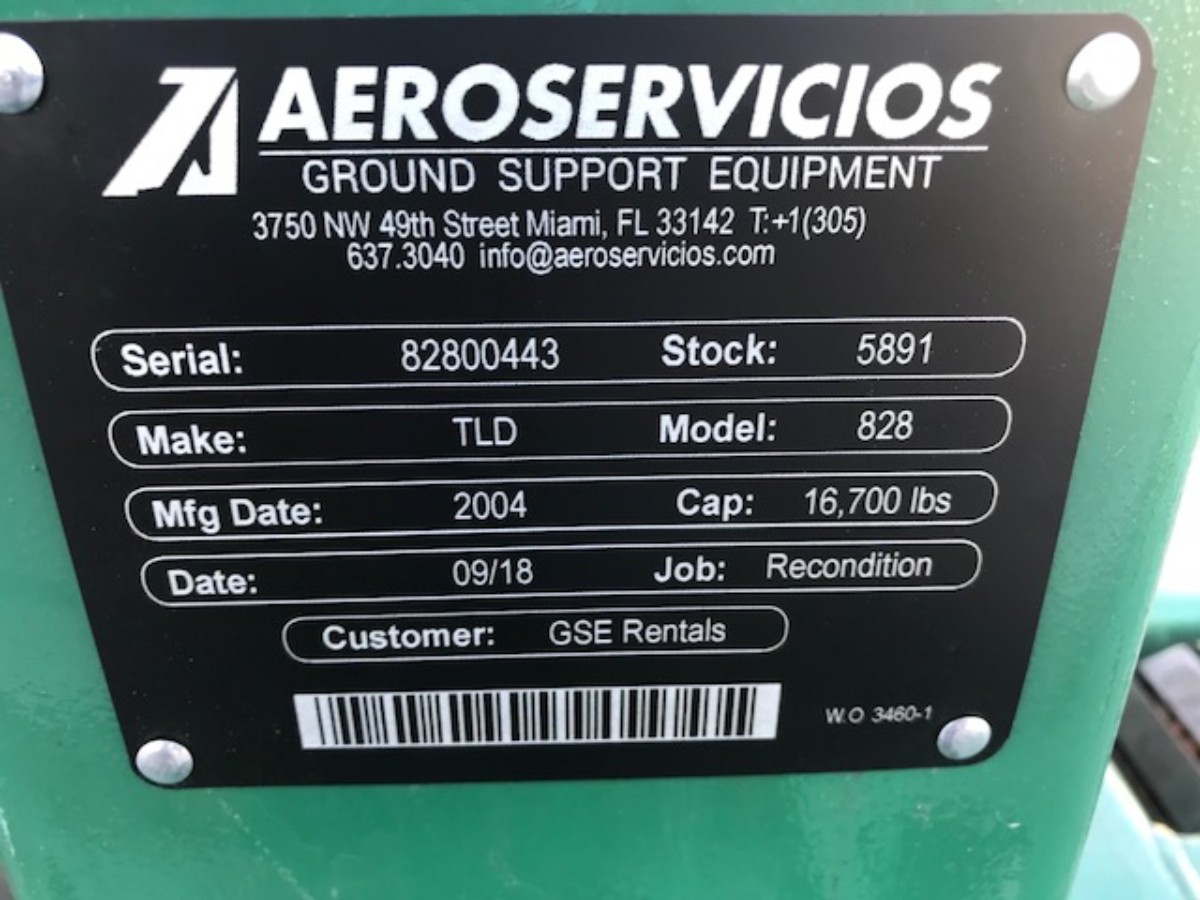 AEROSERVICIOS
GROUND SUPPORT EQUIPMENT
3750 NW 49th Street Miami, FL 33142 T:+1(305)
637.3040 info@aeroservicios.com
Serial: 82800443 Stock: 5891
Make: TLD Model: 828
Mfg Date: 2004 Cap: 16,700 lbs
Date: 09/18 Job: Recondition
Customer: GSE Rentals
W.O 3460-1